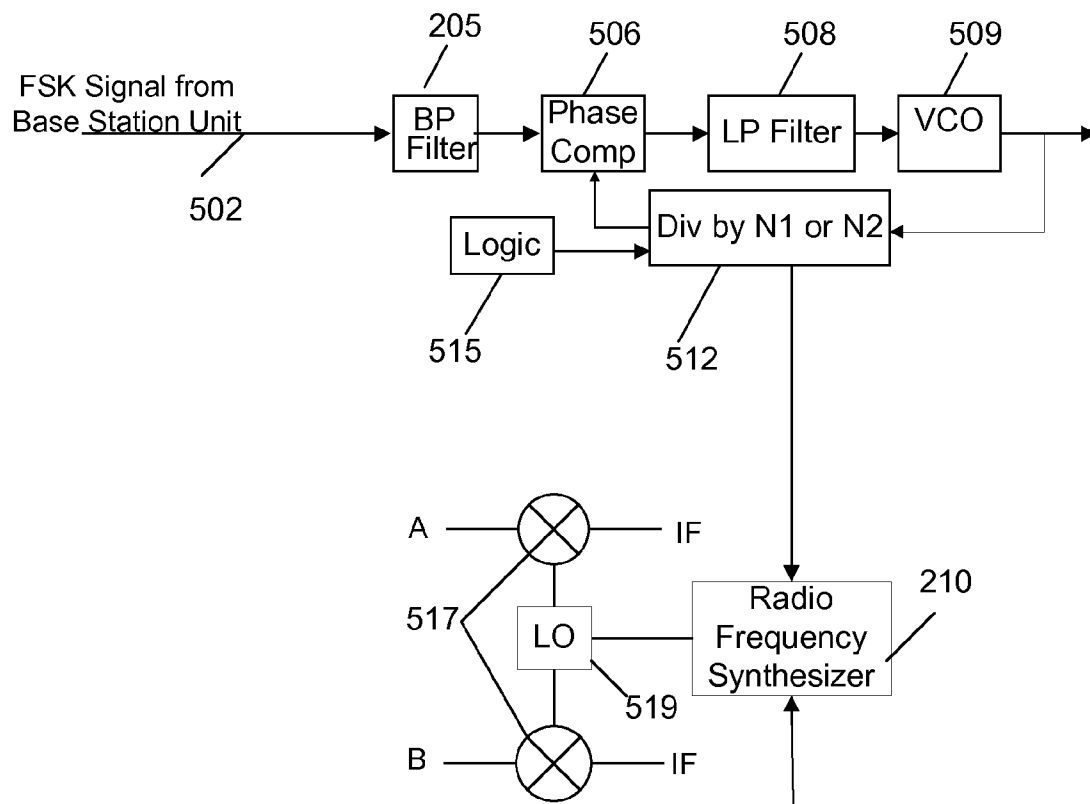 205
506
508
509
FSK Signal from
Base Station Unit
BP
Filter
Phase
Comp
LP Filter
VCO
502
Logic
Div by N1 or N2
515
512
A
IF
517
LO
519
Radio
Frequency
Synthesizer
210
B
IF